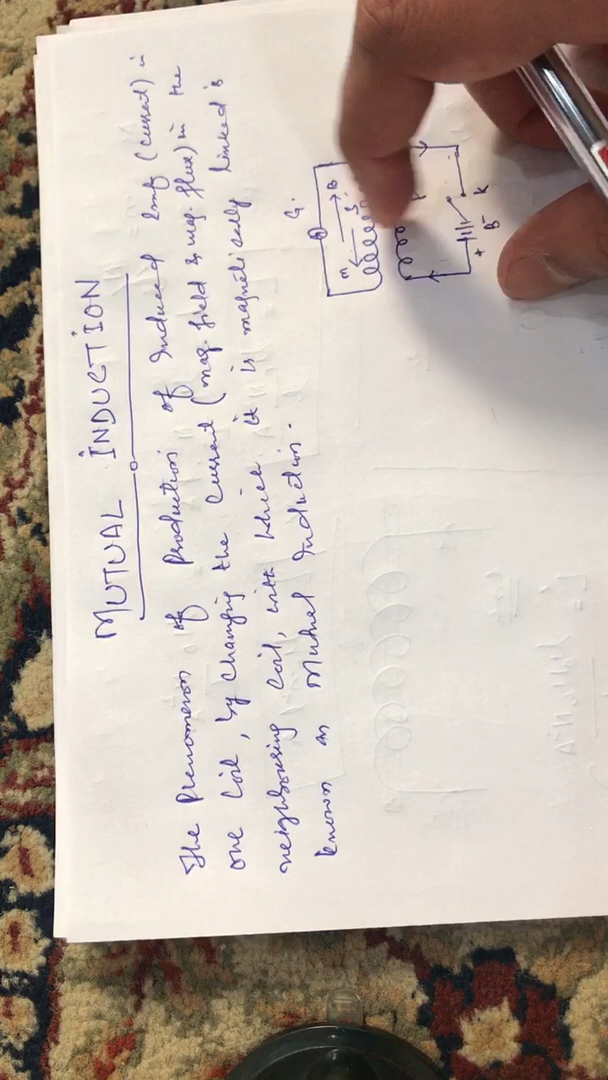 MUTUAL INDUCTION
The Phenomenon of Production of Induced Emf (current) in
one Coil, by changing the current (mag. field & mag. flux) in the
neighbouring Coil, with which it is magnetically linked is
known as Mutual Induction.
G.
m B
S
+ B -
K